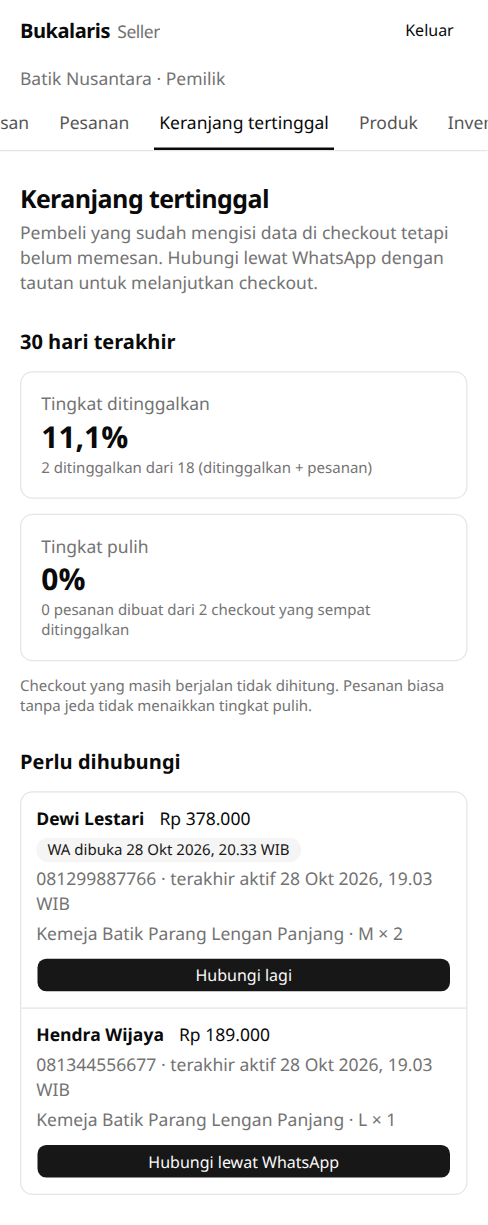 Bukalaris Seller
Keluar
Batik Nusantara · Pemilik
san Pesanan Keranjang tertinggal Produk Inver
Keranjang tertinggal
Pembeli yang sudah mengisi data di checkout tetapi
belum memesan. Hubungi lewat WhatsApp dengan
tautan untuk melanjutkan checkout.
30 hari terakhir
Tingkat ditinggalkan
11,1%
2 ditinggalkan dari 18 (ditinggalkan + pesanan)
Tingkat pulih
0%
0 pesanan dibuat dari 2 checkout yang sempat
ditinggalkan
Checkout yang masih berjalan tidak dihitung. Pesanan biasa
tanpa jeda tidak menaikkan tingkat pulih.
Perlu dihubungi
Dewi Lestari Rp 378.000
WA dibuka 28 Okt 2026, 20.33 WIB
081299887766 · terakhir aktif 28 Okt 2026, 19.03
WIB
Kemeja Batik Parang Lengan Panjang · M × 2
Hubungi lagi
Hendra Wijaya Rp 189.000
081344556677 · terakhir aktif 28 Okt 2026, 19.03
WIB
Kemeja Batik Parang Lengan Panjang · L × 1
Hubungi lewat WhatsApp